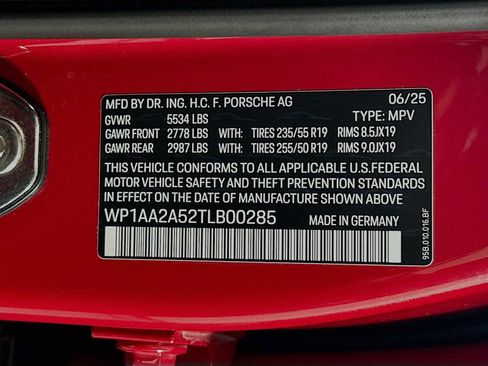 MFD BY DR. ING. H.C. F. PORSCHE AG 06/25
GVWR 5534 LBS TYPE: MPV
GAWR FRONT 2778 LBS WITH: TIRES 235/55 R19 RIMS 8.5JX19
GAWR REAR 2987 LBS WITH: TIRES 255/50 R19 RIMS 9.0JX19
THIS VEHICLE CONFORMS TO ALL APPLICABLE U.S.FEDERAL
MOTOR VEHICLE SAFETY AND THEFT PREVENTION STANDARDS
IN EFFECT ON THE DATE OF MANUFACTURE SHOWN ABOVE
WP1AA2A52TLB00285 MADE IN GERMANY
95B.010.016.BF